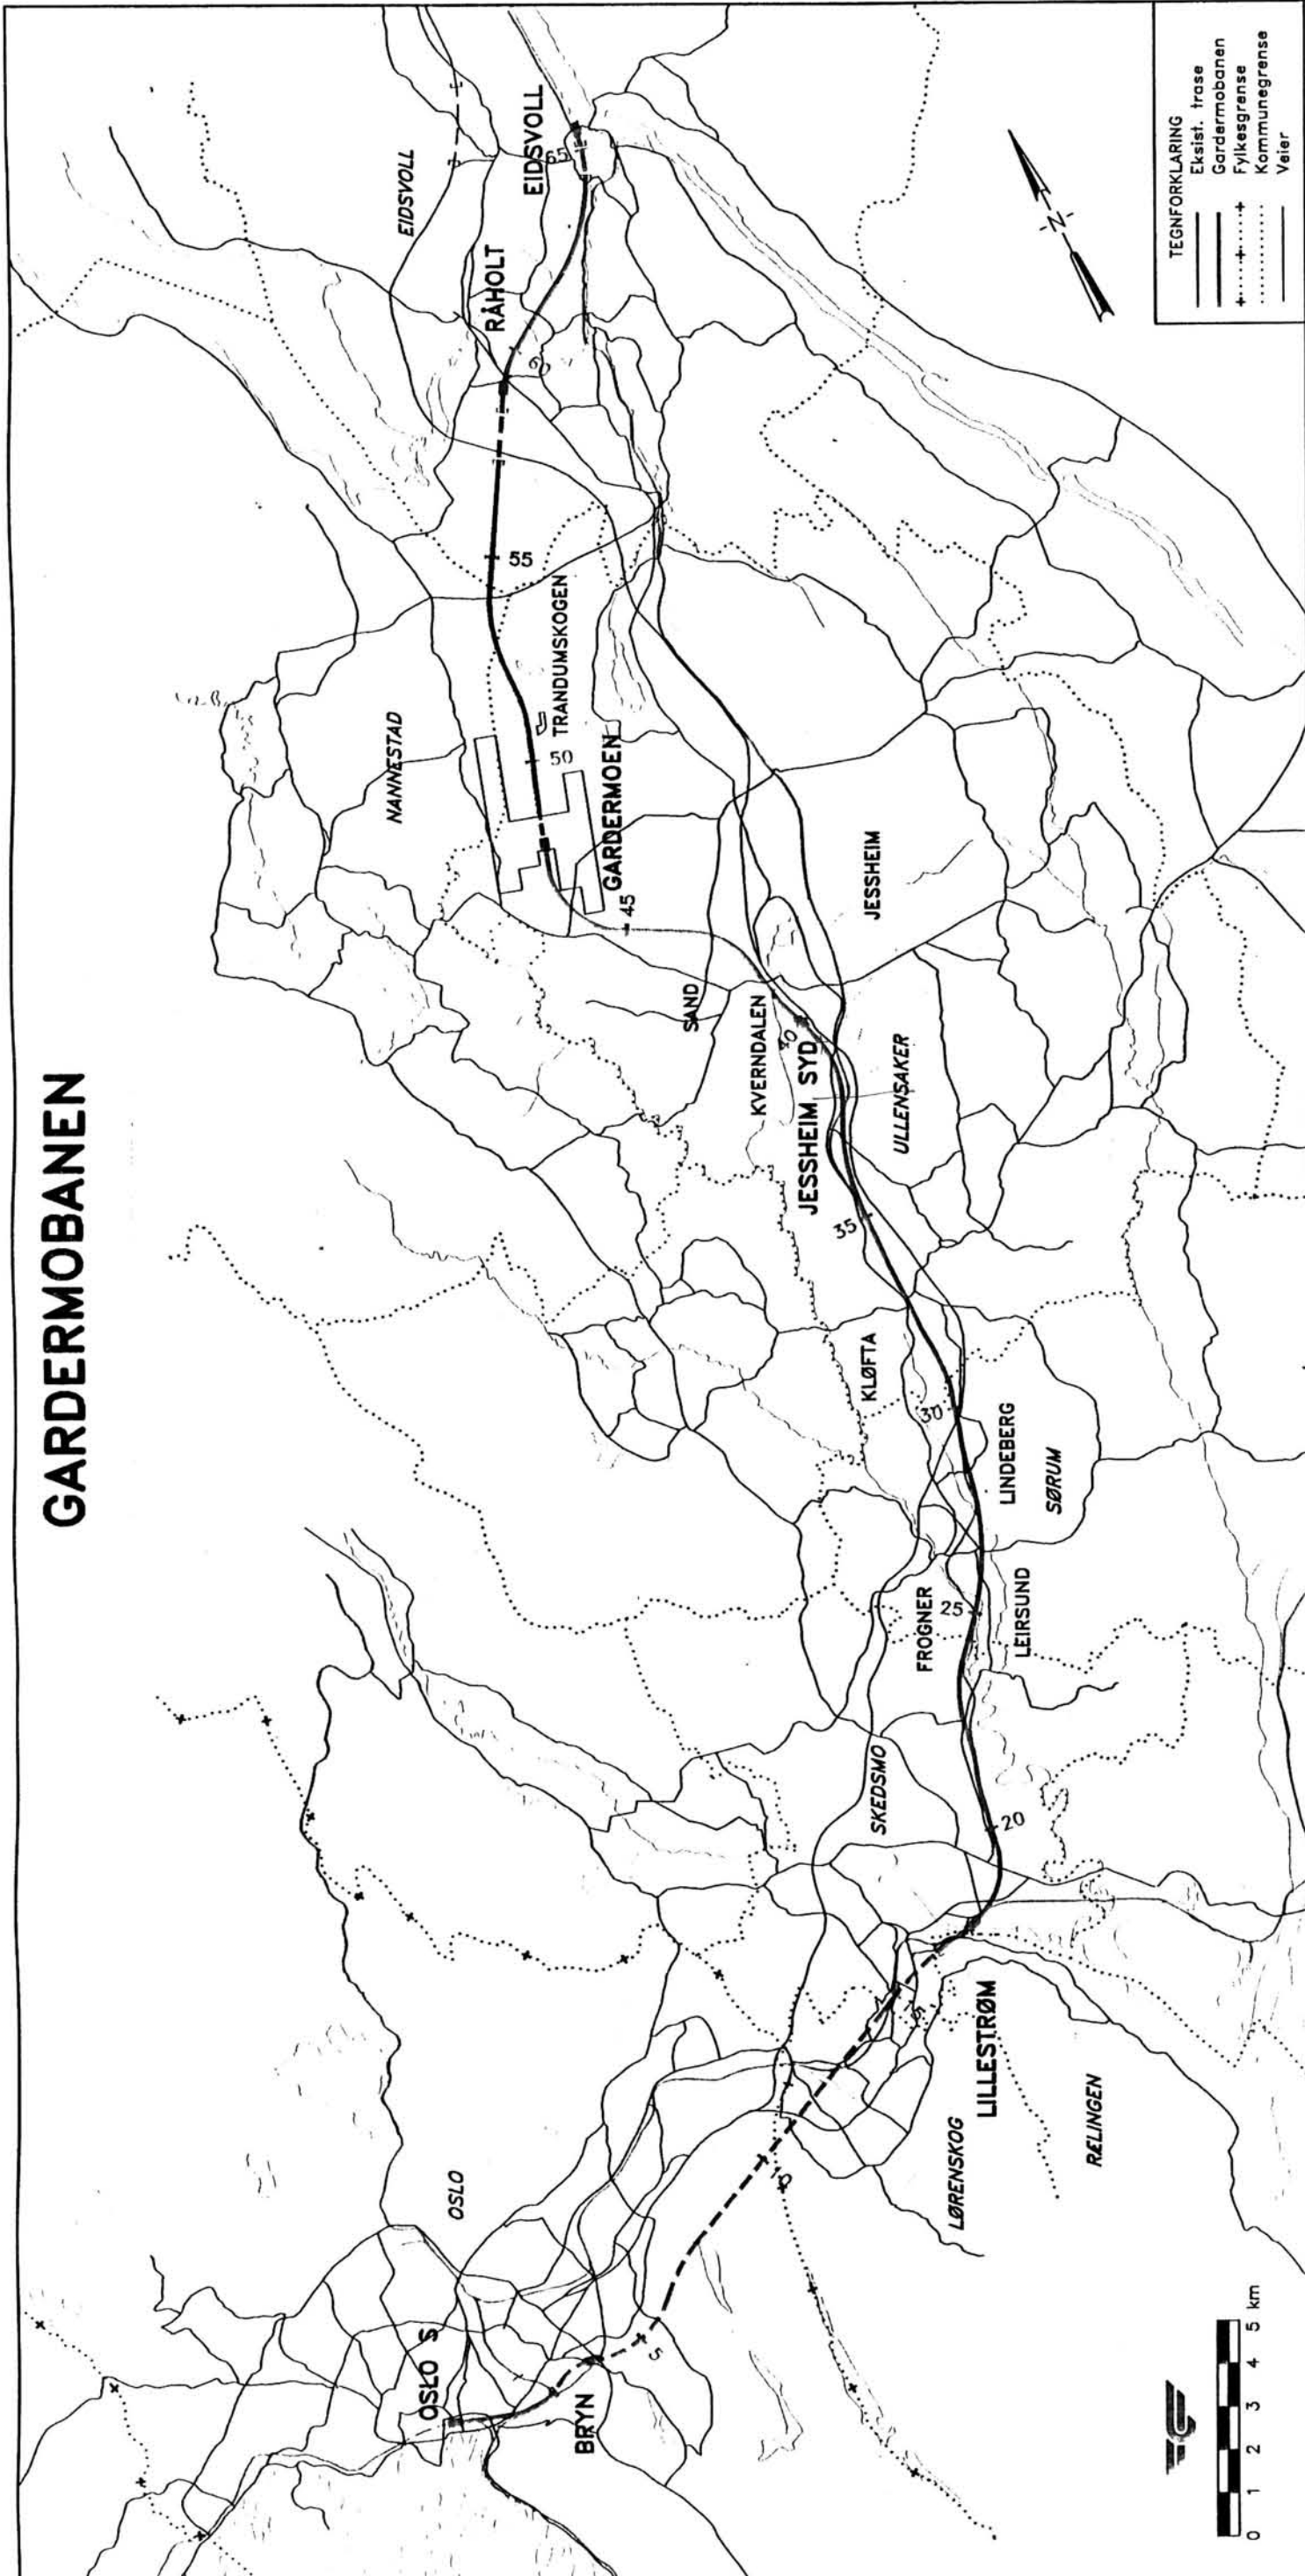 GARDERMOBANEN
EIDSVOLL
EIDSVOLL
65
RÅHOLT
60
55
TRANDUMSKOGEN
NANNESTAD
50
GARDERMOEN
45
JESSHEIM
SAND
KVERNDALEN
40
JESSHEIM SYD
ULLENSAKER
35
KLØFTA
30
LINDEBERG
SØRUM
FROGNER
25
LEIRSUND
SKEDSMO
20
15
LILLESTRØM
RÆLINGEN
LØRENSKOG
10
OSLO
OSLO S
5
BRYN
N
TEGNFORKLARING
Eksist. trase
Gardermobanen
Fylkesgrense
Kommunegrense
Veier
0 1 2 3 4 5 km